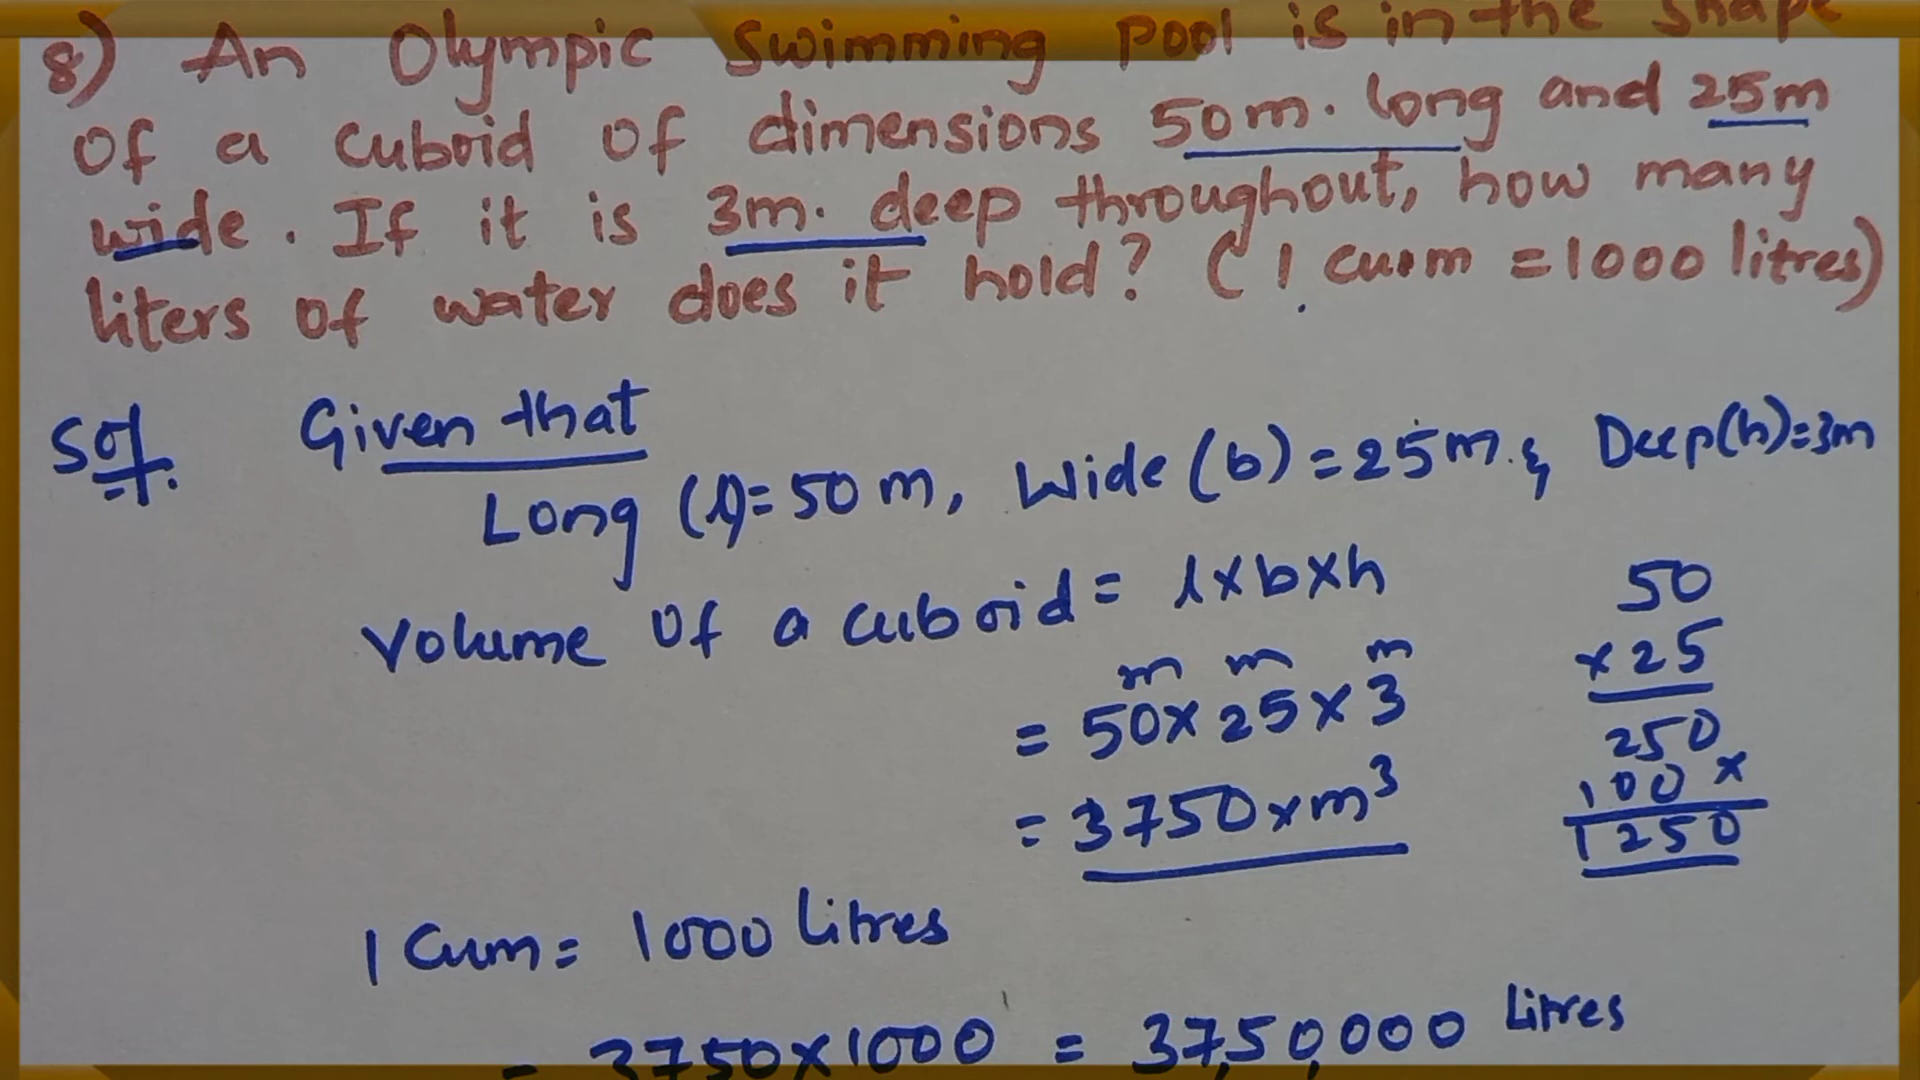 8) An Olympic Swimming pool is in the shape
of a cuboid of dimensions 50m. long and 25m
wide. If it is 3m. deep throughout, how many
liters of water does it hold? ( 1 cu.m = 1000 litres)
Sol. Given that
Long (l)= 50 m, Wide (b) = 25m. & Deep(h)=3m
Volume of a cuboid = l x b x h
m m m
= 50 x 25 x 3
= 3750 x m³
50
x 25
250
100 x
1250
1 Cum = 1000 Litres
= 3750 x 1000 = 37,50,000 Litres